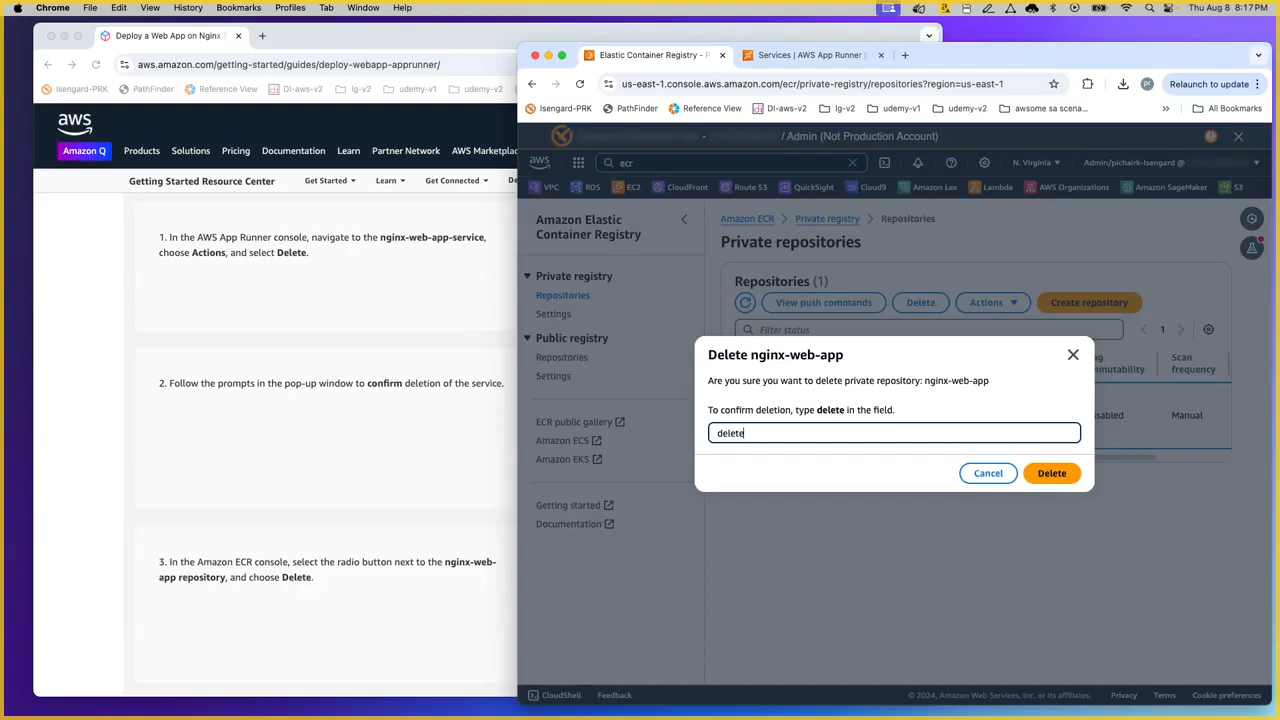 Chrome File Edit View History Bookmarks Profiles Tab Window Help
Thu Aug 8 8:17 PM
Deploy a Web App on Nginx
aws.amazon.com/getting-started/guides/deploy-webapp-apprunner/
Isengard-PRK PathFinder Reference View DI-aws-v2 lg-v2 udemy-v1 udemy-v2
aws
Amazon Q Products Solutions Pricing Documentation Learn Partner Network AWS Marketplac
Getting Started Resource Center Get Started Learn Get Connected
1. In the AWS App Runner console, navigate to the nginx-web-app-service,
choose Actions, and select Delete.
2. Follow the prompts in the pop-up window to confirm deletion of the service.
3. In the Amazon ECR console, select the radio button next to the nginx-web-
app repository, and choose Delete.
Elastic Container Registry - P
Services | AWS App Runner |
us-east-1.console.aws.amazon.com/ecr/private-registry/repositories?region=us-east-1
pr
Relaunch to update
Isengard-PRK PathFinder Reference View DI-aws-v2 lg-v2 udemy-v1 udemy-v2 awsome sa scena... All Bookmarks
- / Admin (Not Production Account)
aws ecr N. Virginia Admin/pichairk-Isengard @
VPC RDS EC2 CloudFront Route 53 QuickSight Cloud9 Amazon Lex Lambda AWS Organizations Amazon SageMaker S3
Amazon Elastic
Container Registry
Private registry
Repositories
Settings
Public registry
Repositories
Settings
ECR public gallery
Amazon ECS
Amazon EKS
Getting started
Documentation
Amazon ECR Private registry Repositories
Private repositories
Repositories (1)
View push commands Delete Actions Create repository
Filter status
1
Scan
frequency
Manual
Delete nginx-web-app
Are you sure you want to delete private repository: nginx-web-app
To confirm deletion, type delete in the field.
delete
Cancel Delete
CloudShell Feedback © 2024, Amazon Web Services, Inc. or its affiliates. Privacy Terms Cookie preferences